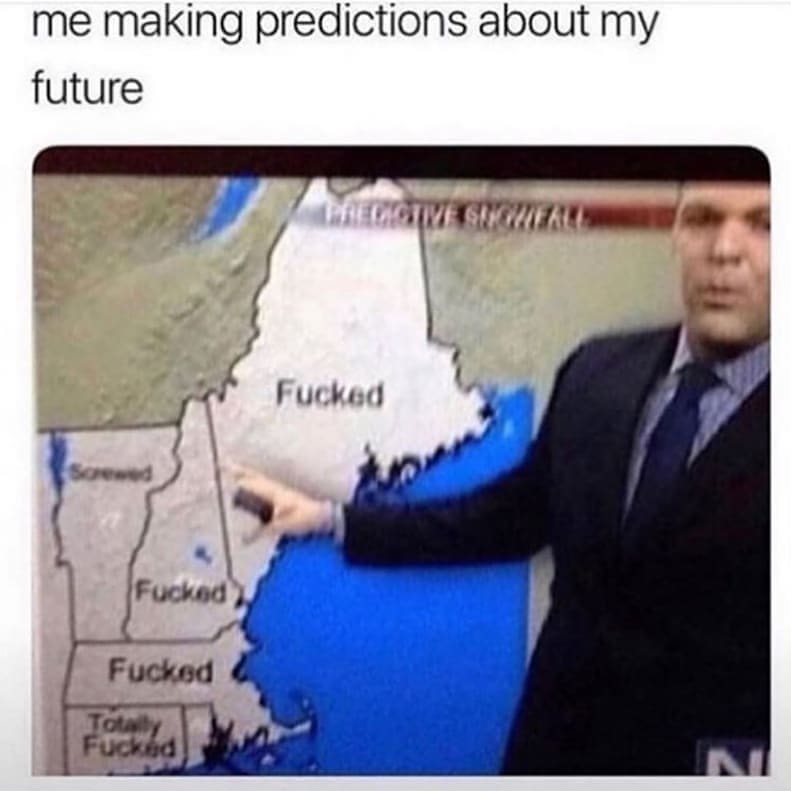 me making predictions about my
future
PREDICTIVE SNOWFALL
Fucked
Screwed
Fucked
Fucked
Totally
Fucked
N